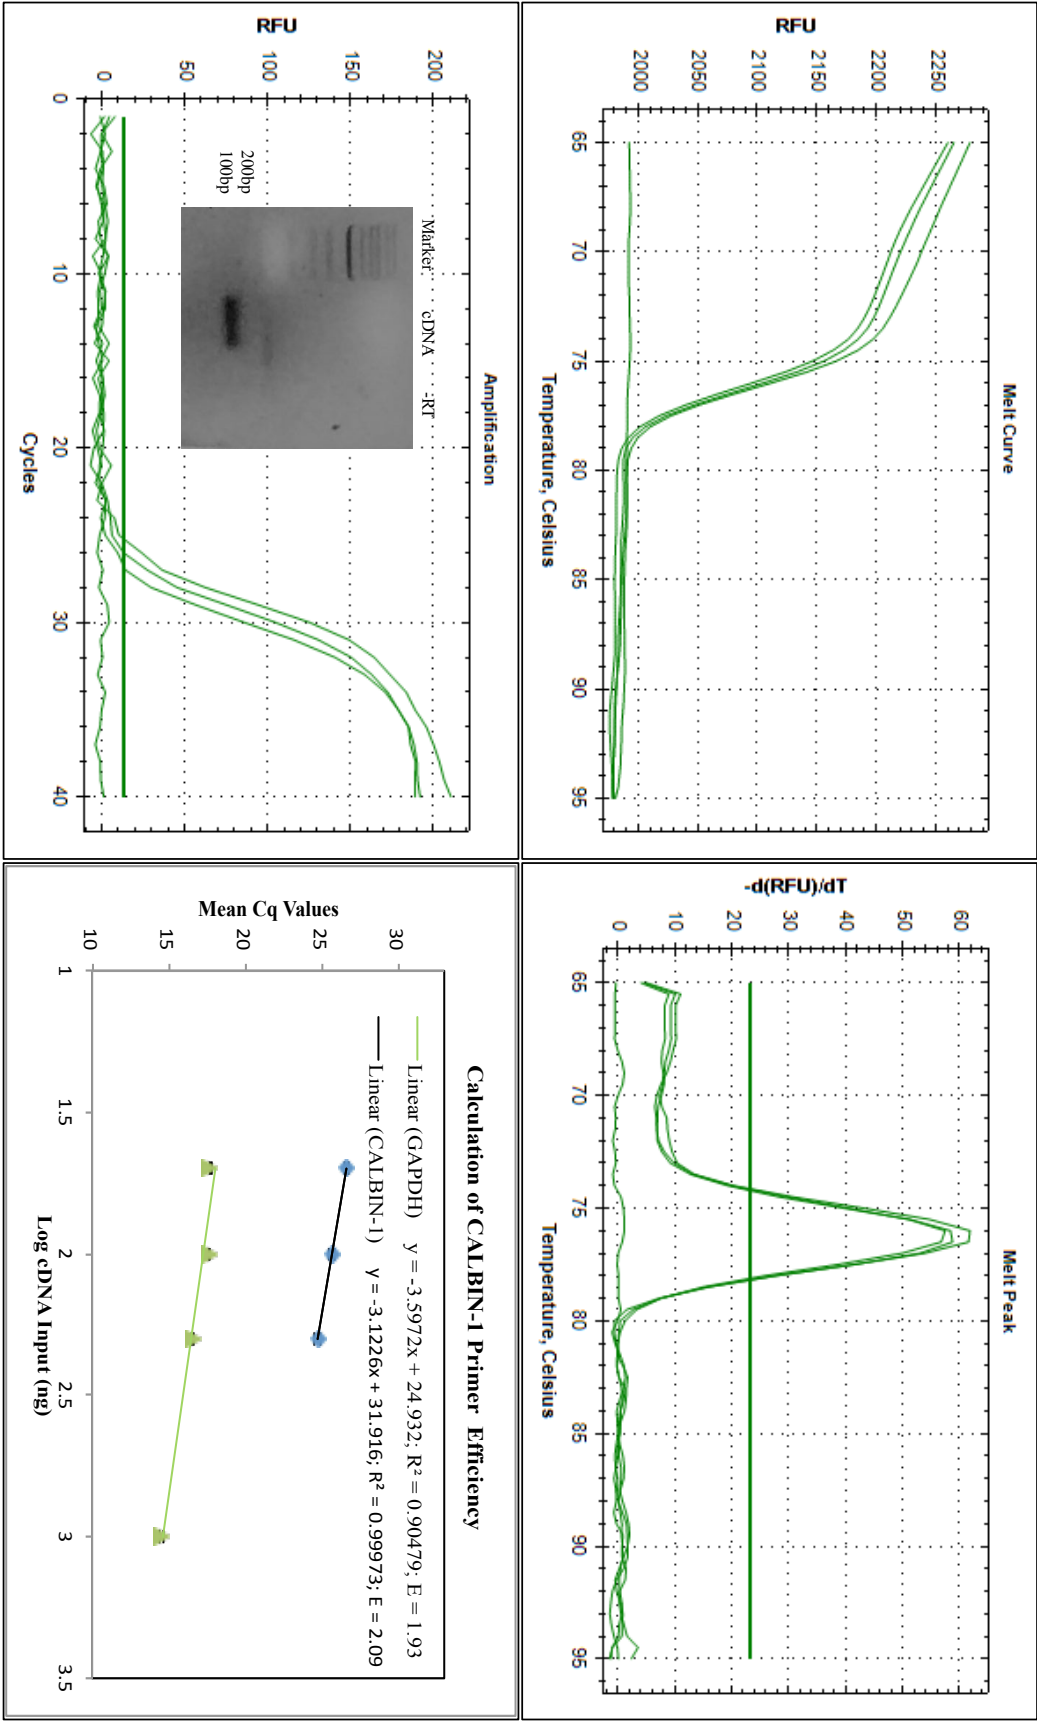 Melt Curve
RFU
2250
2200
2150
2100
2050
2000
65 70 75 80 85 90 95
Temperature, Celsius
Melt Peak
-d(RFU)/dT
60
50
40
30
20
10
0
65 70 75 80 85 90 95
Temperature, Celsius
Amplification
RFU
200
150
100
50
0
Marker cDNA -RT
200bp
100bp
0 10 20 30 40
Cycles
Calculation of CALBIN-1 Primer Efficiency
Linear (GAPDH) y = -3.5972x + 24.932; R² = 0.90479; E = 1.93
Linear (CALBIN-1) y = -3.1226x + 31.916; R² = 0.99973; E = 2.09
Mean Cq Values
30
25
20
15
10
1 1.5 2 2.5 3 3.5
Log cDNA Input (ng)